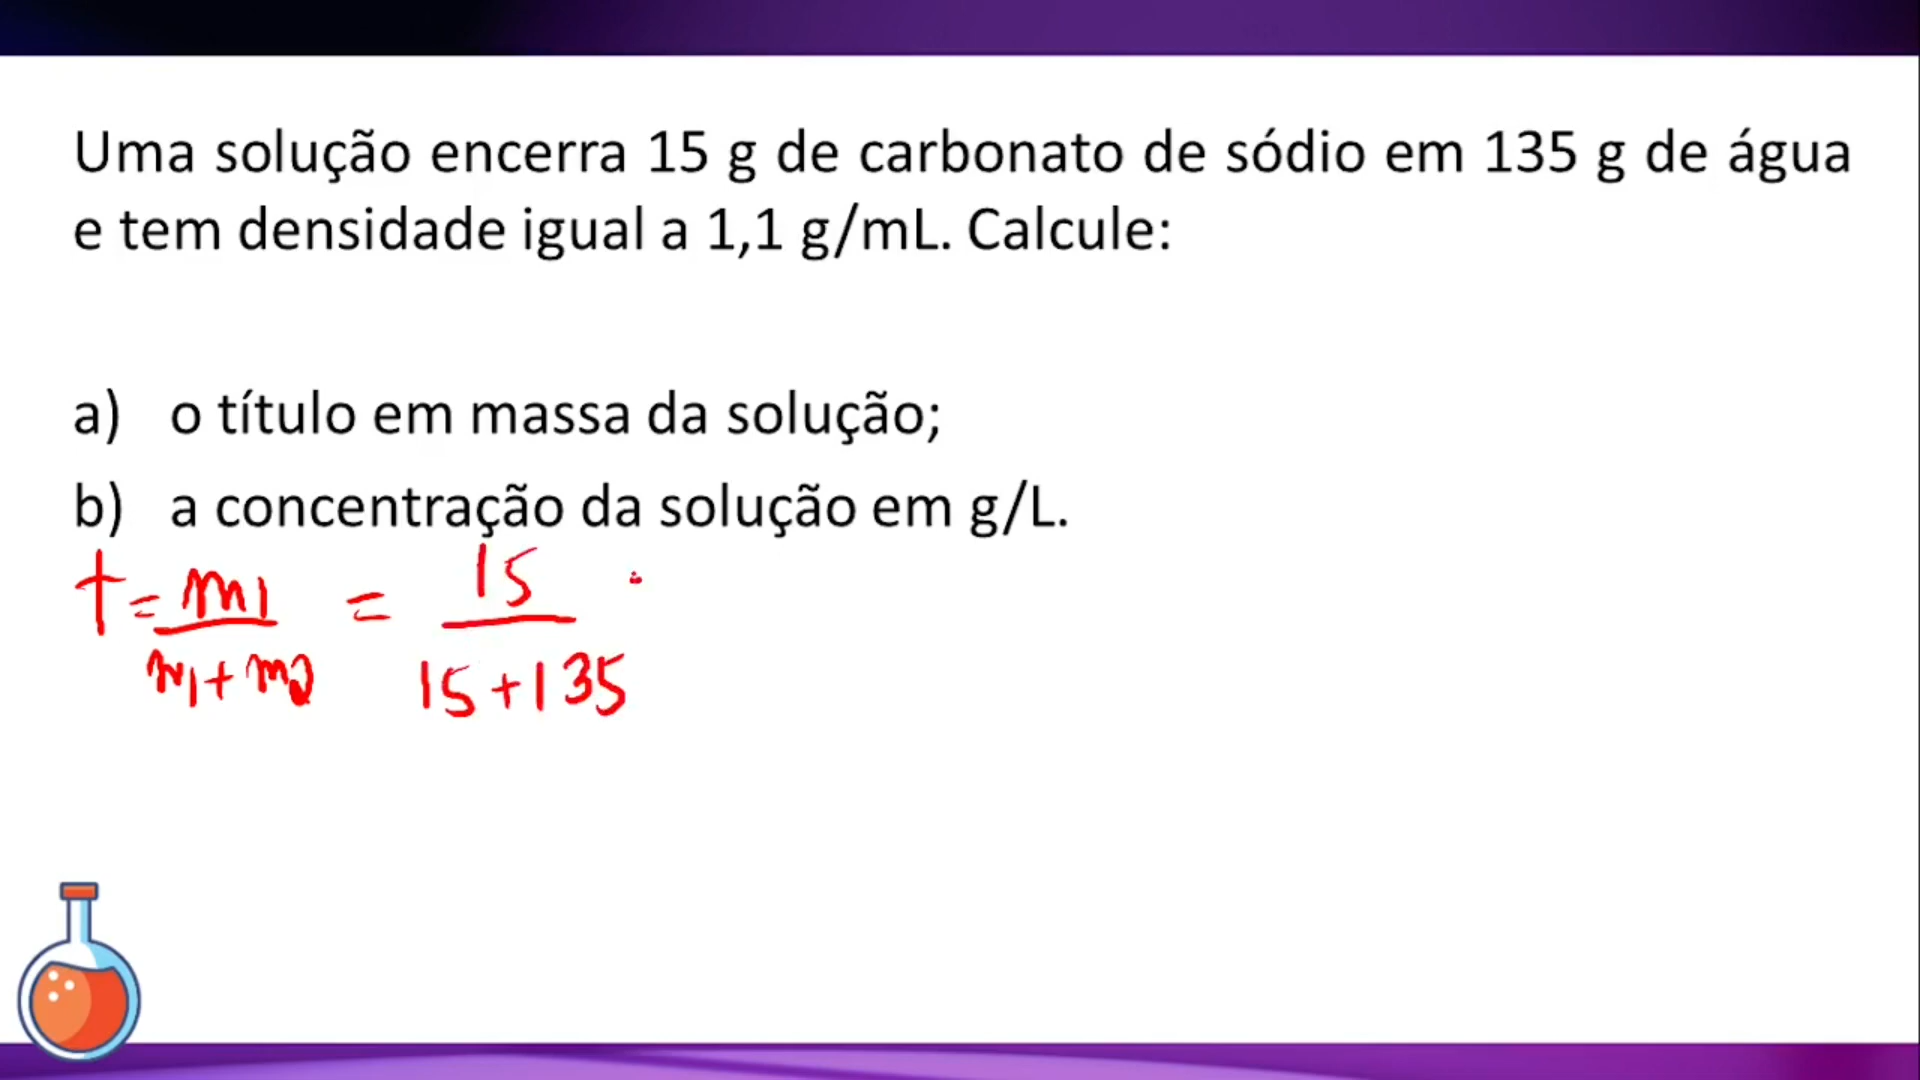 Uma solução encerra 15 g de carbonato de sódio em 135 g de água
e tem densidade igual a 1,1 g/mL. Calcule:
a) o título em massa da solução;
b) a concentração da solução em g/L.
T = m1 / m1 + m2 = 15 / 15 + 135